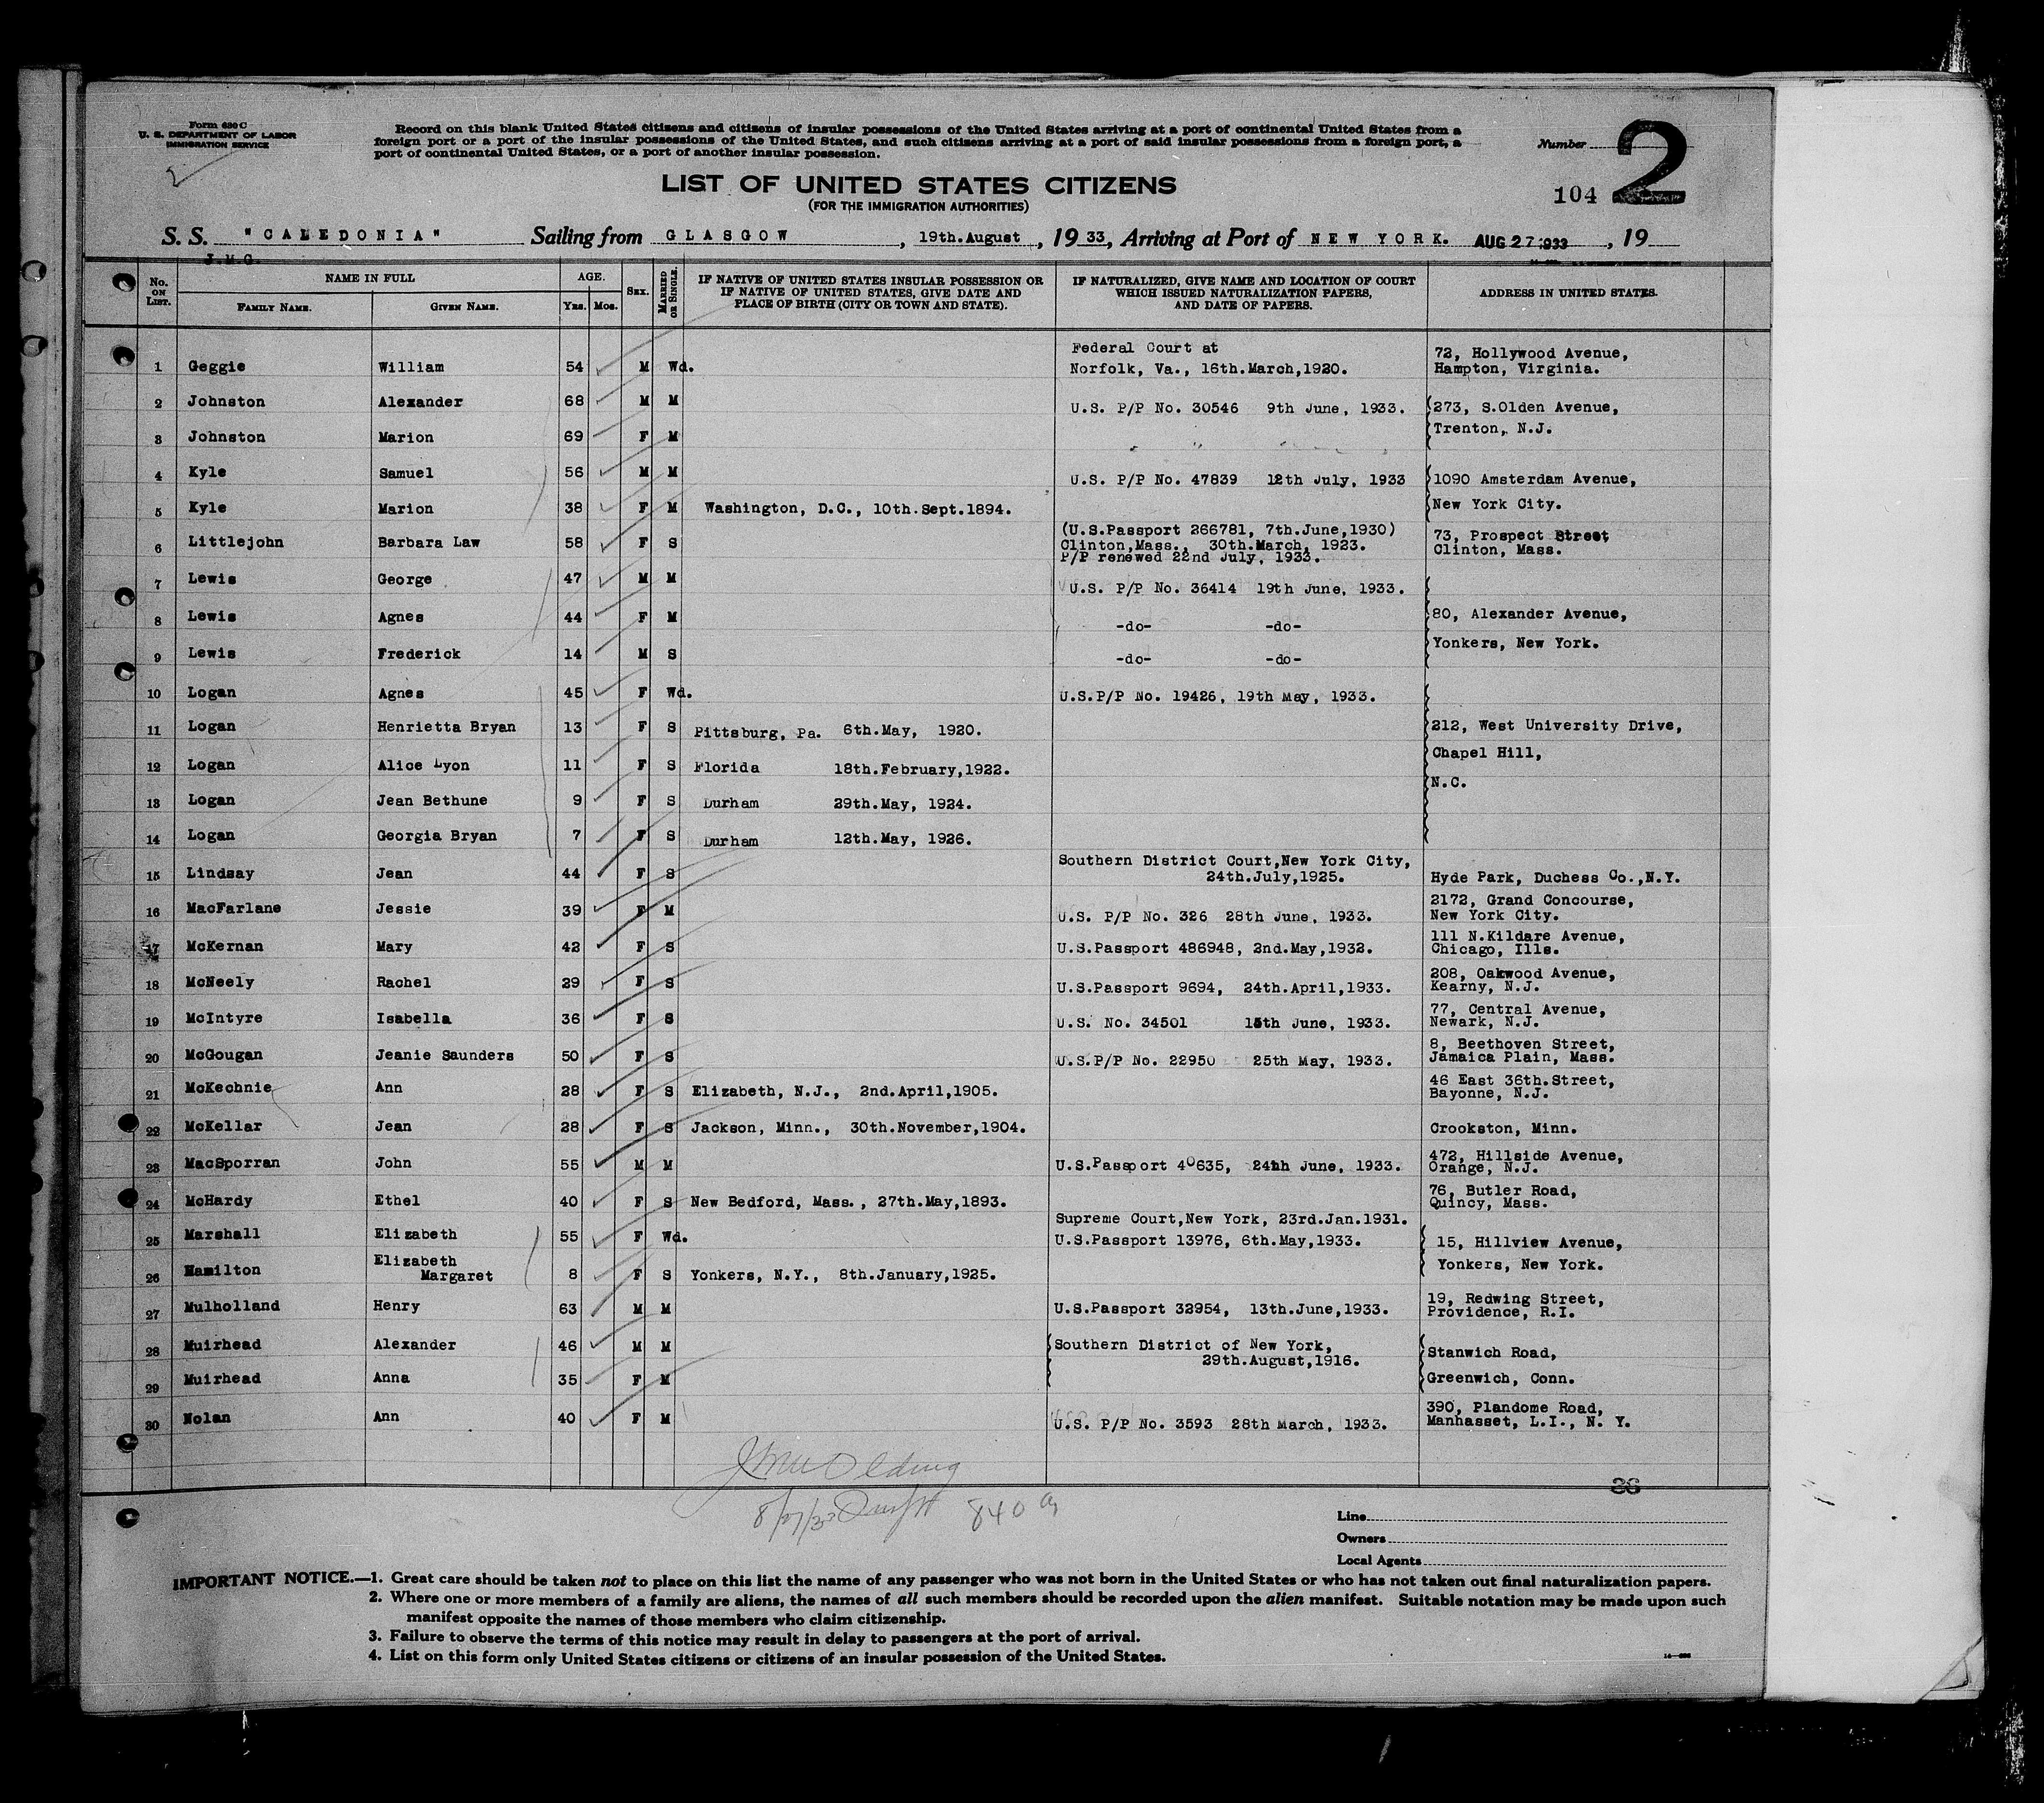 Form 630 C
U. S. DEPARTMENT OF LABOR
IMMIGRATION SERVICE
Record on this blank United States citizens and citizens of insular possessions of the United States arriving at a port of continental United States from a
foreign port or a port of the insular possessions of the United States, and such citizens arriving at a port of said insular possessions from a foreign port, a
port of continental United States, or a port of another insular possession.
Number 2
104
LIST OF UNITED STATES CITIZENS
(FOR THE IMMIGRATION AUTHORITIES)
S. S. "CALEDONIA" Sailing from GLASGOW, 19th.August, 1933, Arriving at Port of NEW YORK. AUG 27 1933, 19
J.M.G.
No. ON LIST. NAME IN FULL FAMILY NAME. GIVEN NAME. AGE. YRS. MOS. SEX. MARRIED OR SINGLE. IF NATIVE OF UNITED STATES INSULAR POSSESSION OR IF NATIVE OF UNITED STATES, GIVE DATE AND PLACE OF BIRTH (CITY OR TOWN AND STATE). IF NATURALIZED, GIVE NAME AND LOCATION OF COURT WHICH ISSUED NATURALIZATION PAPERS, AND DATE OF PAPERS. ADDRESS IN UNITED STATES.
1 Geggie William 54 M Wd. Federal Court at Norfolk, Va., 16th.March,1920. 72, Hollywood Avenue, Hampton, Virginia.
2 Johnston Alexander 68 M M U.S. P/P No. 30546 9th June, 1933. 273, S.Olden Avenue,
3 Johnston Marion 69 F M " " " Trenton, N.J.
4 Kyle Samuel 56 M M U.S. P/P No. 47839 12th July, 1933 1090 Amsterdam Avenue,
5 Kyle Marion 38 F M Washington, D.C., 10th.Sept.1894. New York City.
6 Littlejohn Barbara Law 58 F S (U.S.Passport 266781, 7th.June,1930) Clinton,Mass., 30th.March, 1923. P/P renewed 22nd July, 1933. 73, Prospect Street Clinton, Mass.
7 Lewis George 47 M M U.S. P/P No. 36414 19th June, 1933.
8 Lewis Agnes 44 F M -do- -do- 80, Alexander Avenue,
9 Lewis Frederick 14 M S -do- -do- Yonkers, New York.
10 Logan Agnes 45 F Wd. U.S.P/P No. 19426, 19th May, 1933.
11 Logan Henrietta Bryan 13 F S Pittsburg, Pa. 6th.May, 1920. 212, West University Drive,
12 Logan Alice Lyon 11 F S Florida 18th.February,1922. Chapel Hill,
13 Logan Jean Bethune 9 F S Durham 29th.May, 1924. N.C.
14 Logan Georgia Bryan 7 F S Durham 12th.May, 1926.
15 Lindsay Jean 44 F S Southern District Court,New York City, 24th.July,1925. Hyde Park, Duchess Co.,N.Y.
16 MacFarlane Jessie 39 F M U.S. P/P No. 326 28th June, 1933. 2172, Grand Concourse, New York City.
17 McKernan Mary 42 F S U.S.Passport 486948, 2nd.May,1932. 111 N.Kildare Avenue, Chicago, Ills.
18 McNeely Rachel 29 F S U.S.Passport 9694, 24th.April,1933. 208, Oakwood Avenue, Kearny, N.J.
19 McIntyre Isabella 36 F S U.S. No. 34501 15th June, 1933. 77, Central Avenue, Newark, N.J.
20 McGougan Jeanie Saunders 50 F S U.S.P/P No. 22950 25th May, 1933. 8, Beethoven Street, Jamaica Plain, Mass.
21 McKechnie Ann 28 F S Elizabeth, N.J., 2nd.April,1905. 46 East 36th.Street, Bayonne, N.J.
22 McKellar Jean 28 F S Jackson, Minn., 30th.November,1904. Crookston, Minn.
23 MacSporran John 55 M M U.S.Passport 40635, 24th June, 1933. 472, Hillside Avenue, Orange, N.J.
24 McHardy Ethel 40 F S New Bedford, Mass., 27th.May,1893. 76, Butler Road, Quincy, Mass.
25 Marshall Elizabeth 55 F Wd. Supreme Court,New York, 23rd.Jan.1931. U.S.Passport 13976, 6th.May,1933. 15, Hillview Avenue,
26 Hamilton Elizabeth Margaret 8 F S Yonkers, N.Y., 8th.January,1925. Yonkers, New York.
27 Mulholland Henry 63 M M U.S.Passport 32954, 13th.June,1933. 19, Redwing Street, Providence, R.I.
28 Muirhead Alexander 46 M M Southern District of New York, 29th.August,1916. Stanwich Road,
29 Muirhead Anna 35 F M Greenwich, Conn.
30 Nolan Ann 40 F M U.S. P/P No. 3593 28th March, 1933. 390, Plandome Road, Manhasset, L.I., N. Y.
8/27/33 840
Line
Owners
Local Agents
IMPORTANT NOTICE.—1. Great care should be taken not to place on this list the name of any passenger who was not born in the United States or who has not taken out final naturalization papers.
2. Where one or more members of a family are aliens, the names of all such members should be recorded upon the alien manifest. Suitable notation may be made upon such
manifest opposite the names of those members who claim citizenship.
3. Failure to observe the terms of this notice may result in delay to passengers at the port of arrival.
4. List on this form only United States citizens or citizens of an insular possession of the United States.